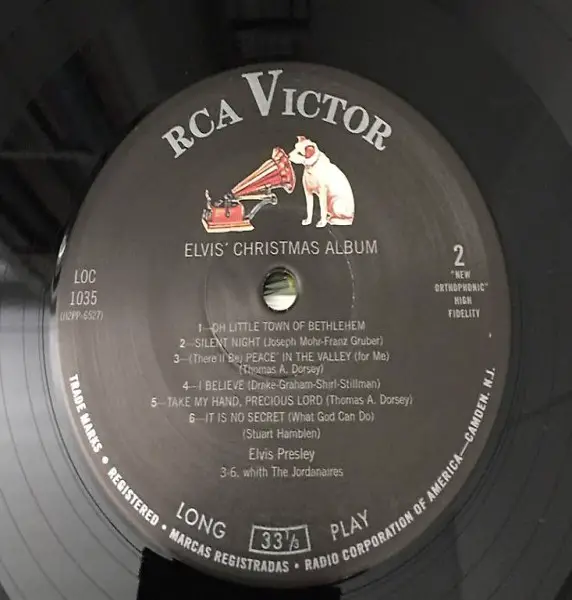 RCA VICTOR
ELVIS' CHRISTMAS ALBUM
LOC
1035
(H2PP-6527)
2
"NEW
ORTHOPHONIC"
HIGH
FIDELITY
1—OH LITTLE TOWN OF BETHLEHEM
2—SILENT NIGHT (Joseph Mohr-Franz Gruber)
3—(There ll Be) PEACE' IN THE VALLEY (for Me)
(Thomas A. Dorsey)
4—I BELIEVE (Drake-Graham-Shirl-Stillman)
5—TAKE MY HAND, PRECIOUS LORD (Thomas A. Dorsey)
6—IT IS NO SECRET (What God Can Do)
(Stuart Hamblen)
Elvis Presley
3-6. whith The Jordanaires
LONG 33⅓ PLAY
TRADE MARKS • REGISTERED • MARCAS REGISTRADAS • RADIO CORPORATION OF AMERICA—CAMDEN, N.J.